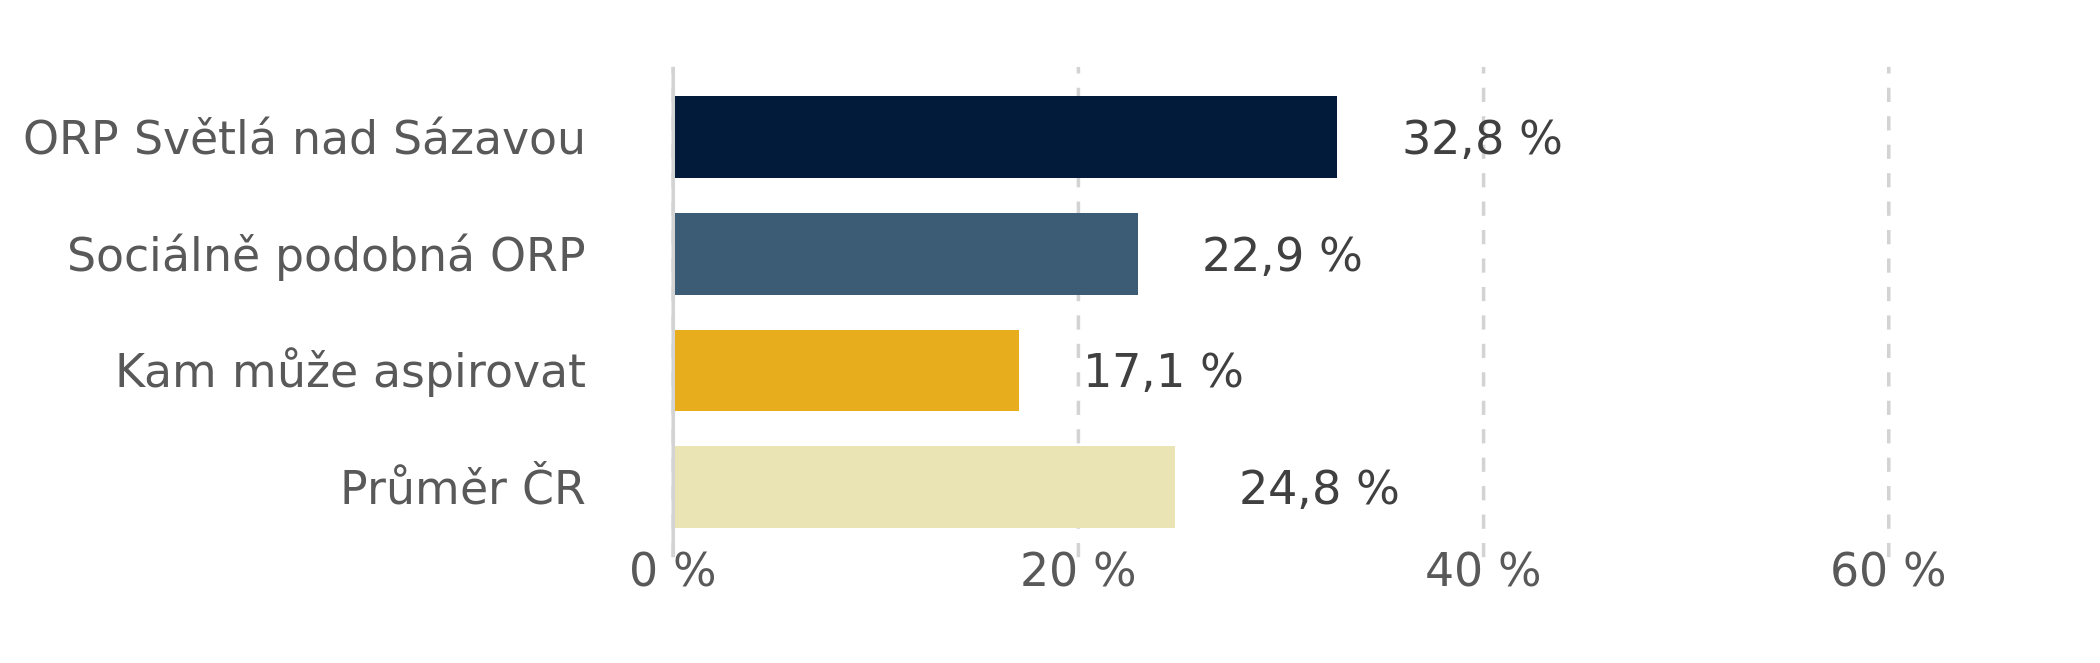 ORP Světlá nad Sázavou
32,8 %
Sociálně podobná ORP
22,9 %
Kam může aspirovat
17,1 %
Průměr ČR
24,8 %
0 %
20 %
40 %
60 %